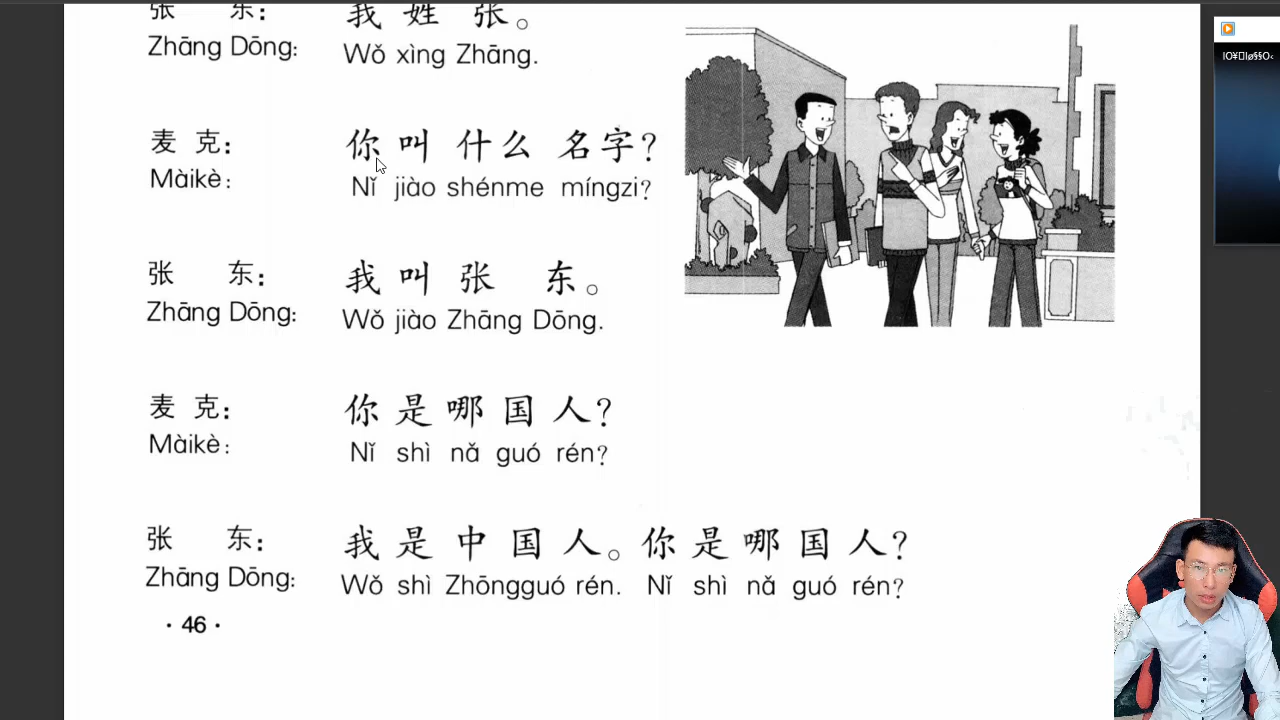 张 东：
我 姓 张。
Zhāng Dōng:
Wǒ xìng Zhāng.
麦 克：
你 叫 什么 名字？
Màikè:
Nǐ jiào shénme míngzi?
张 东：
我 叫 张 东。
Zhāng Dōng:
Wǒ jiào Zhāng Dōng.
麦 克：
你 是 哪 国 人？
Màikè:
Nǐ shì nǎ guó rén?
张 东：
我 是 中 国 人。你 是 哪 国 人？
Zhāng Dōng:
Wǒ shì Zhōngguó rén. Nǐ shì nǎ guó rén?
· 46 ·